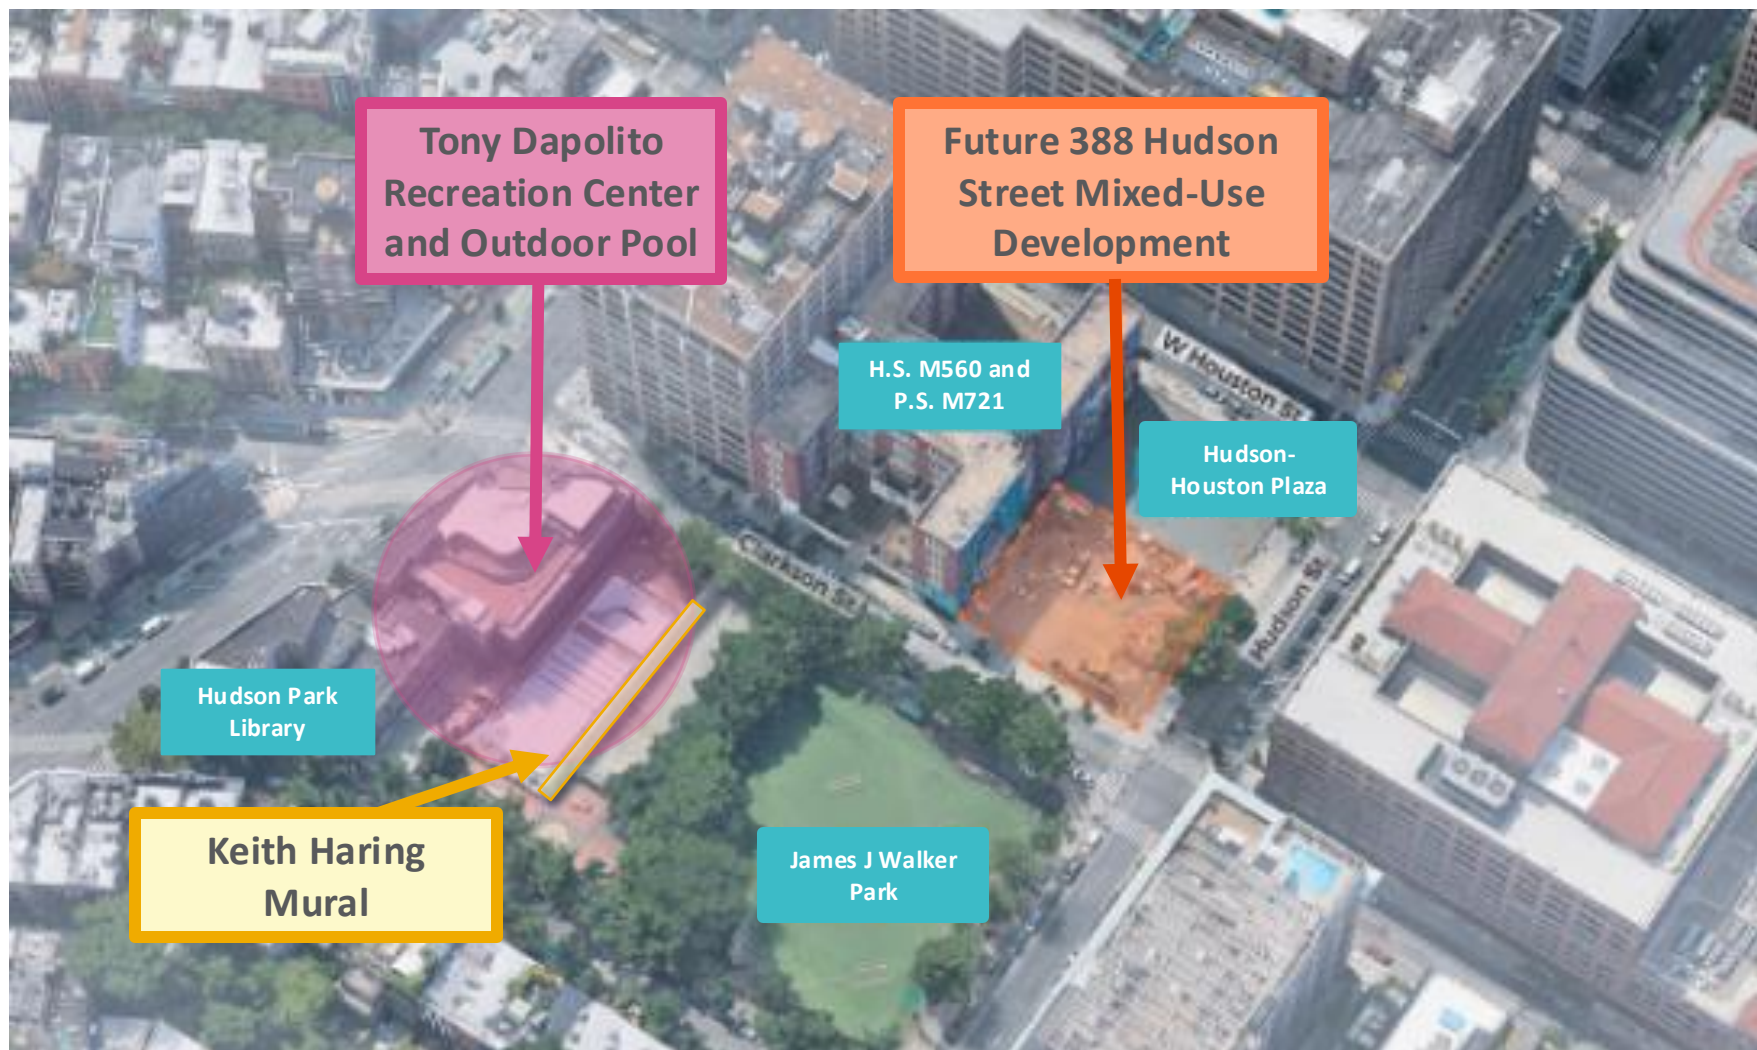 Tony Dapolito
Recreation Center
and Outdoor Pool
Future 388 Hudson
Street Mixed-Use
Development
H.S. M560 and
P.S. M721
W Houston St
Hudson-
Houston Plaza
Clarkson St
Hudson St
Hudson Park
Library
Keith Haring
Mural
James J Walker
Park